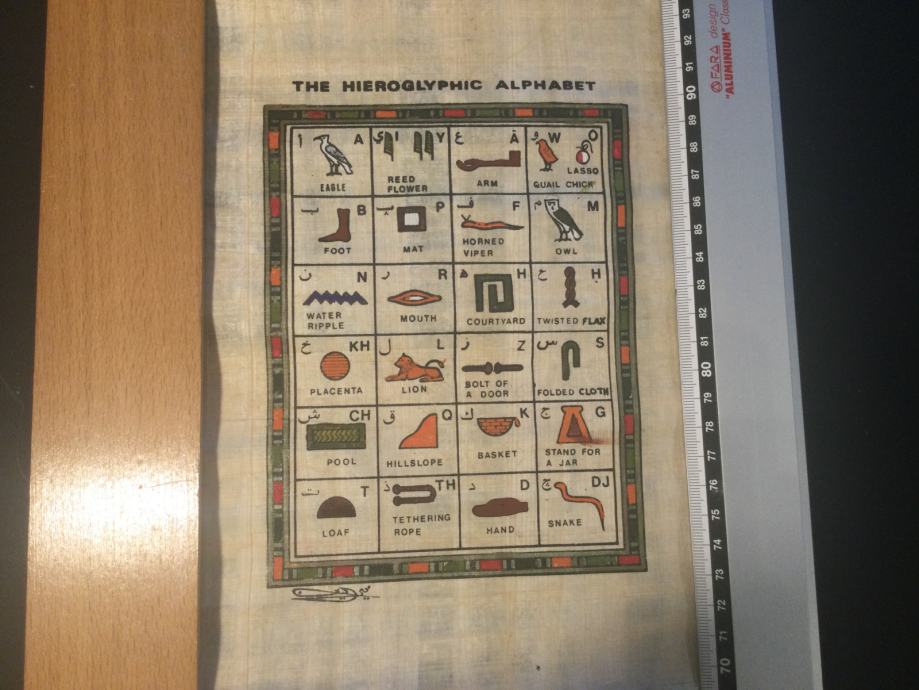 THE HIEROGLYPHIC ALPHABET
ا A
EAGLE
ي اي Y
REED
FLOWER
ع A
ARM
و W O
LASSO
QUAIL CHICK
ب B
FOOT
P
MAT
ف F
HORNED
VIPER
م M
OWL
ن N
WATER
RIPPLE
ر R
MOUTH
ه H
COURTYARD
ح H
TWISTED FLAX
خ KH
PLACENTA
ل L
LION
ز Z
BOLT OF
A DOOR
س S
FOLDED CLOTH
ش CH
POOL
ق Q
HILLSLOPE
ك K
BASKET
ج G
STAND FOR
A JAR
ت T
LOAF
ذ TH
TETHERING
ROPE
د D
HAND
ج DJ
SNAKE
FARA design
"ALUMINIUM" Class
93
92
91
90
89
88
87
86
85
84
83
82
81
80
79
78
77
76
75
74
73
72
71
70